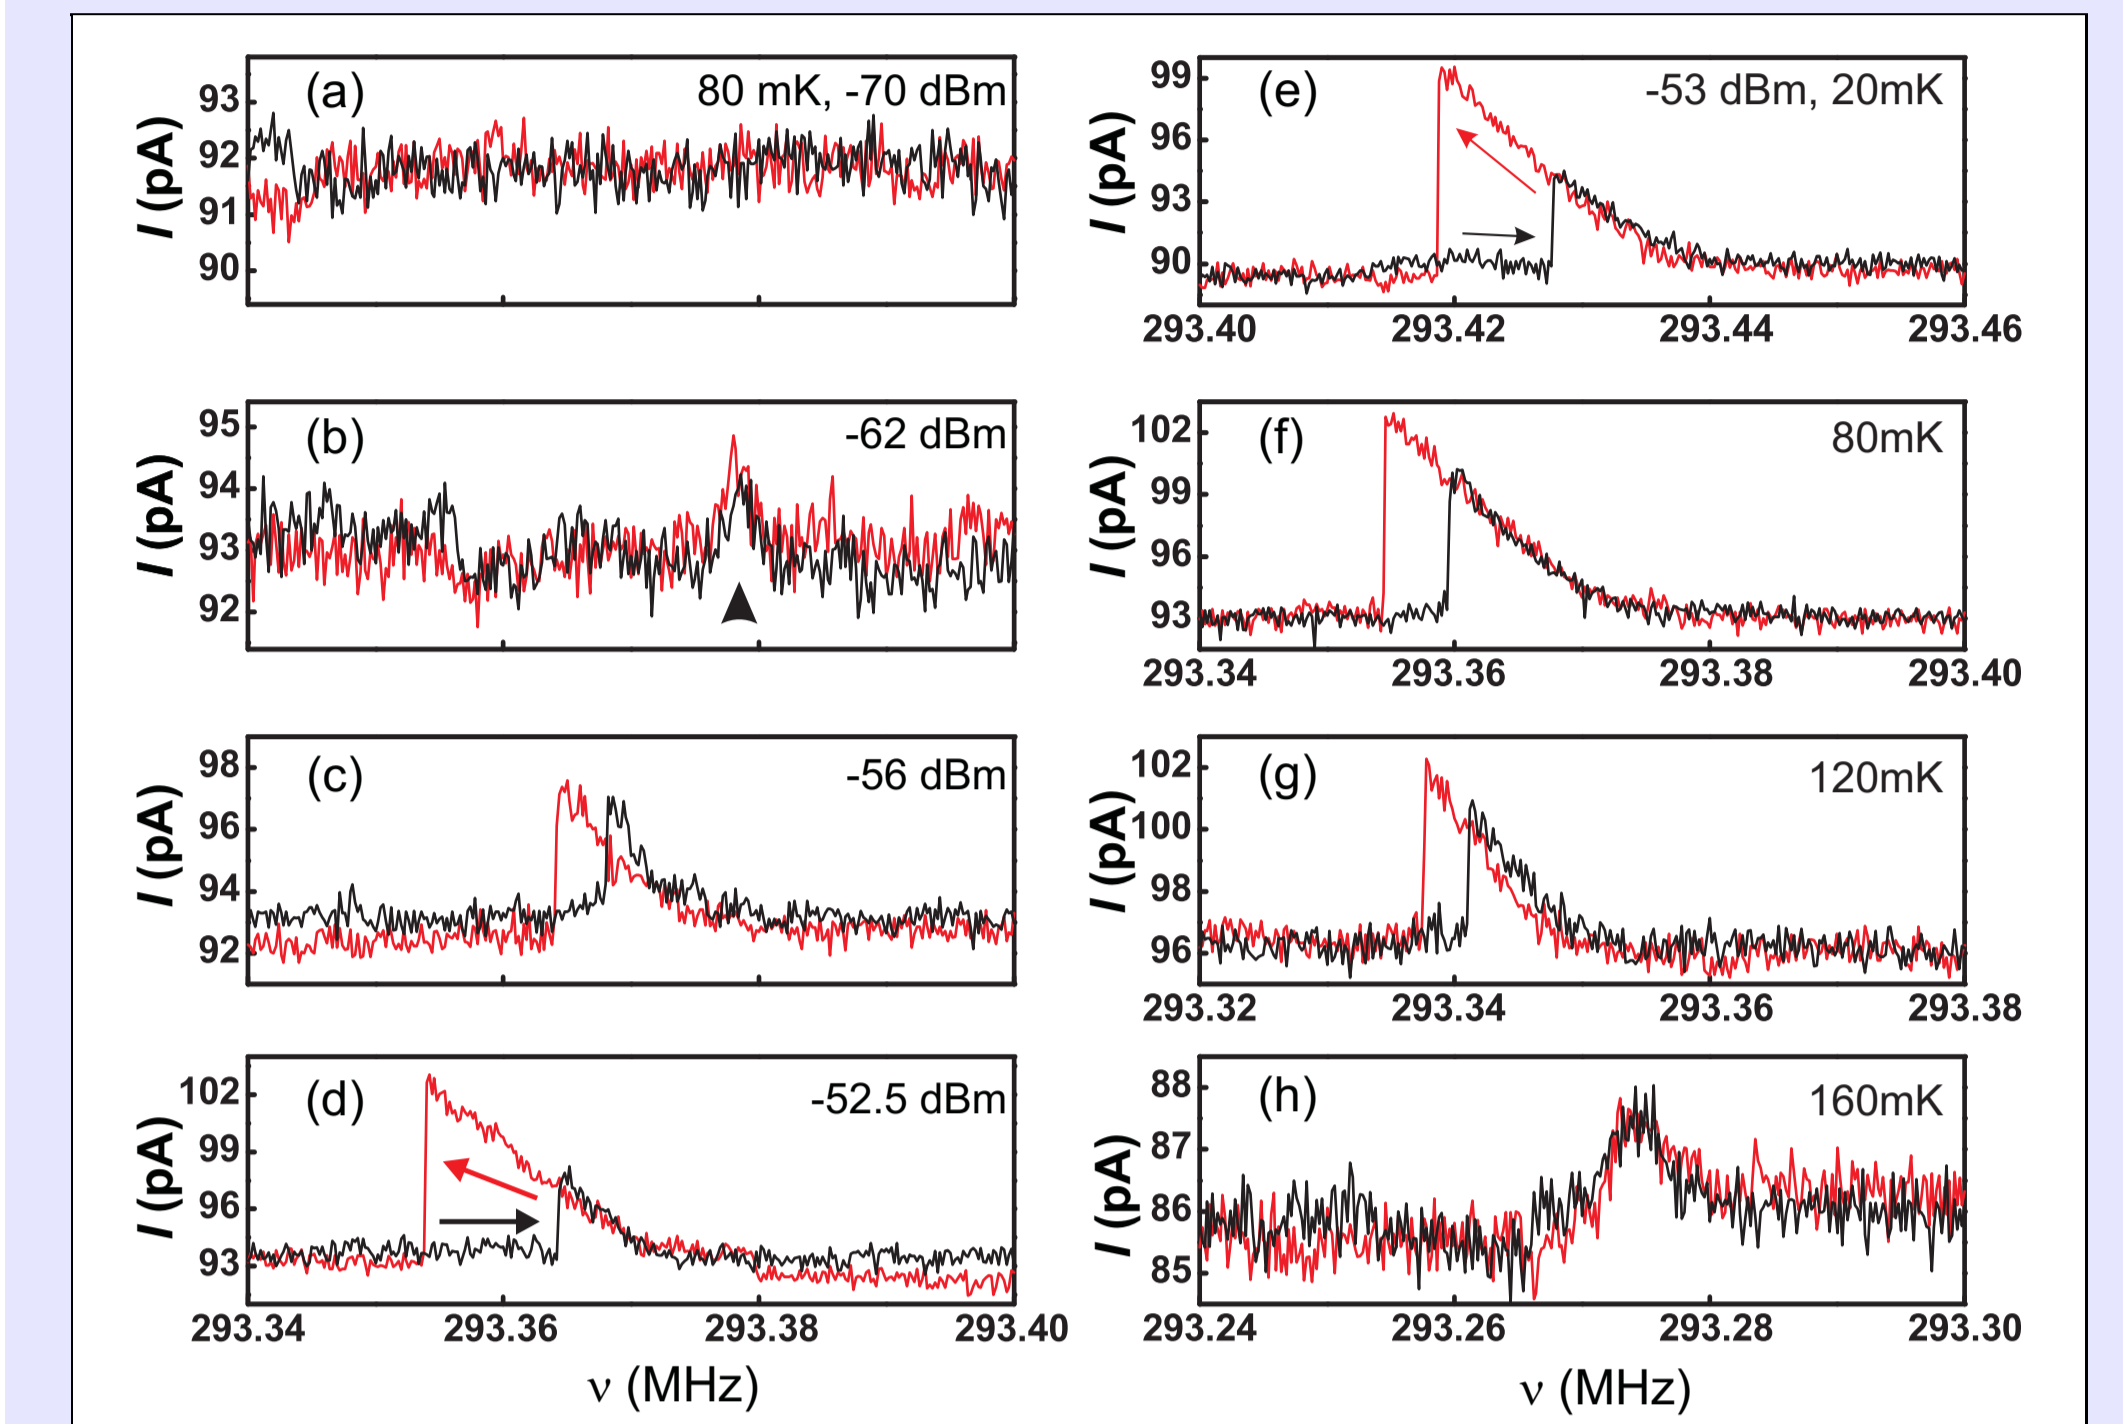 (a) 80 mK, -70 dBm
I (pA)
93
92
91
90
(b) -62 dBm
I (pA)
95
94
93
92
(c) -56 dBm
I (pA)
98
96
94
92
(d) -52.5 dBm
I (pA)
102
99
96
93
293.34 293.36 293.38 293.40
ν (MHz)
(e) -53 dBm, 20mK
I (pA)
99
96
93
90
293.40 293.42 293.44 293.46
(f) 80mK
I (pA)
102
99
96
93
293.34 293.36 293.38 293.40
(g) 120mK
I (pA)
102
100
98
96
293.32 293.34 293.36 293.38
(h) 160mK
I (pA)
88
87
86
85
293.24 293.26 293.28 293.30
ν (MHz)